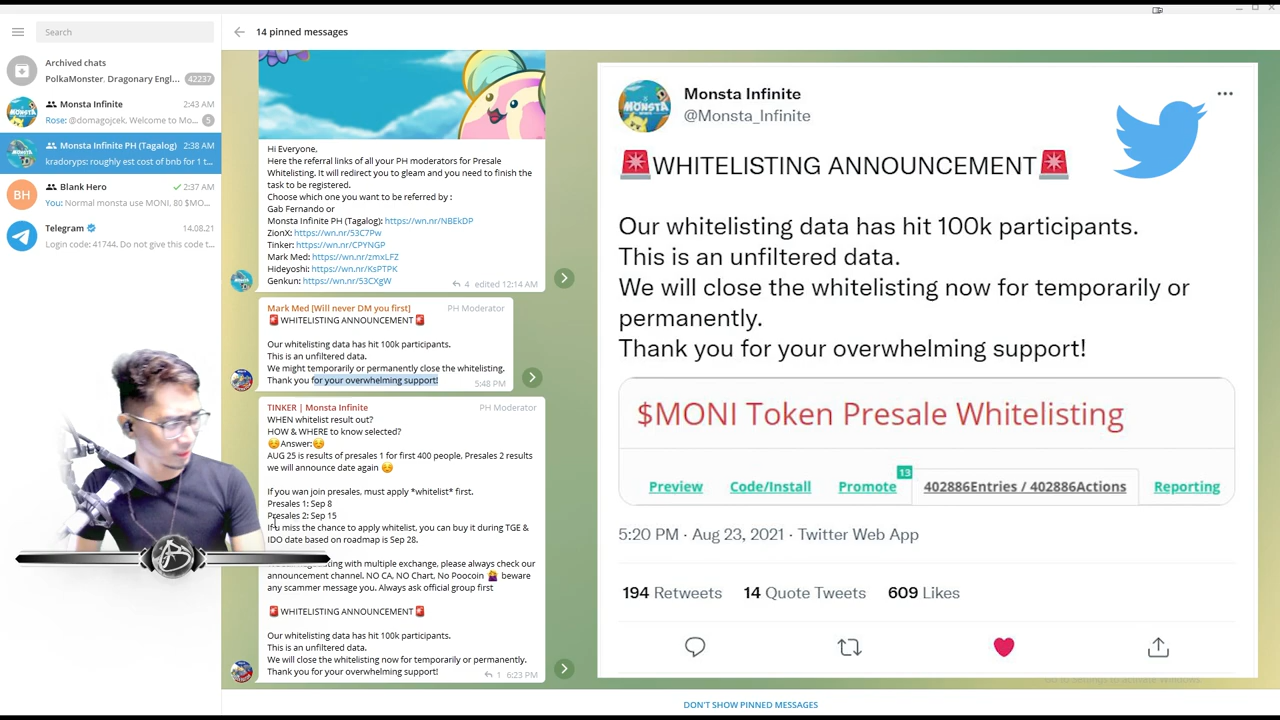 Search
Archived chats
PolkaMonster, Dragonary Engl...
42237
Monsta Infinite
2:43 AM
Rose: @domagojcek, Welcome to Mo...
5
Monsta Infinite PH (Tagalog)
2:38 AM
kradoryps: roughly est cost of bnb for 1 t...
BH
Blank Hero
2:37 AM
You: Normal monsta use MONI, 80 $MO...
Telegram
14.08.21
Login code: 41744. Do not give this code t...
14 pinned messages
Hi Everyone,
Here the referral links of all your PH moderators for Presale
Whitelisting. It will redirect you to gleam and you need to finish the
task to be registered.
Choose which one you want to be referred by :
Gab Fernando or
Monsta Infinite PH (Tagalog): https://wn.nr/NBEkDP
ZionX: https://wn.nr/53C7Pw
Tinker: https://wn.nr/CPYNGP
Mark Med: https://wn.nr/zmxLFZ
Hideyoshi: https://wn.nr/KsPTPK
Genkun: https://wn.nr/53CXgW
4 edited 12:14 AM
Mark Med [Will never DM you first]
PH Moderator
🚨WHITELISTING ANNOUNCEMENT🚨
Our whitelisting data has hit 100k participants.
This is an unfiltered data.
We might temporarily or permanently close the whitelisting.
Thank you for your overwhelming support!
5:48 PM
TINKER | Monsta Infinite
PH Moderator
WHEN whitelist result out?
HOW & WHERE to know selected?
☺️Answer:☺️
AUG 25 is results of presales 1 for first 400 people, Presales 2 results
we will announce date again ☺️
If you wan join presales, must apply *whitelist* first.
Presales 1: Sep 8
Presales 2: Sep 15
If u miss the chance to apply whitelist, you can buy it during TGE &
IDO date based on roadmap is Sep 28.
with multiple exchange, please always check our
announcement channel. NO CA, NO Chart, No Poocoin 🤷‍♀️ beware
any scammer message you. Always ask official group first
🚨WHITELISTING ANNOUNCEMENT🚨
Our whitelisting data has hit 100k participants.
This is an unfiltered data.
We will close the whitelisting now for temporarily or permanently.
Thank you for your overwhelming support!
1 6:23 PM
DON'T SHOW PINNED MESSAGES
MONSTA
Monsta Infinite
@Monsta_Infinite
🚨WHITELISTING ANNOUNCEMENT🚨
Our whitelisting data has hit 100k participants.
This is an unfiltered data.
We will close the whitelisting now for temporarily or
permanently.
Thank you for your overwhelming support!
$MONI Token Presale Whitelisting
Preview
Code/Install
Promote
13
402886Entries / 402886Actions
Reporting
5:20 PM · Aug 23, 2021 · Twitter Web App
194 Retweets 14 Quote Tweets 609 Likes